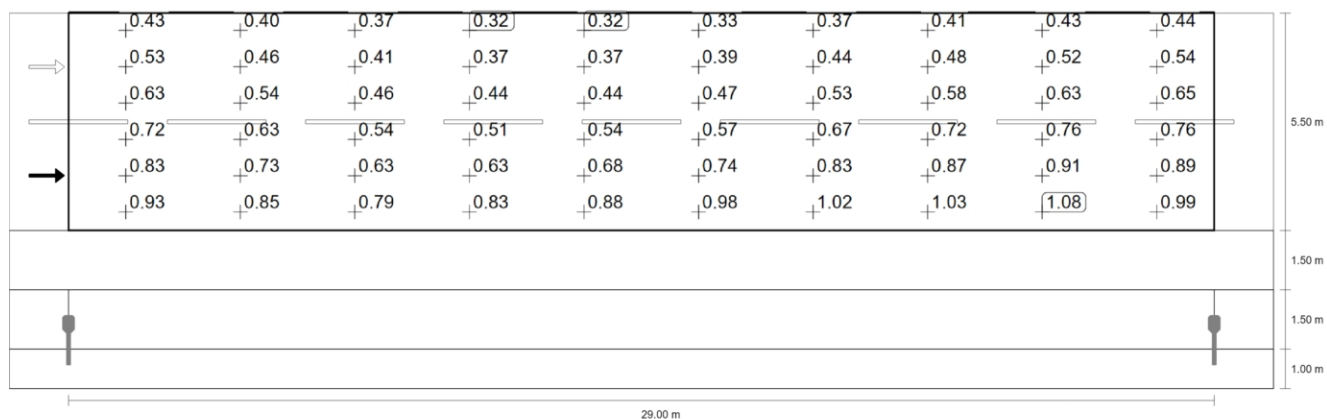 0.43 0.40 0.37 0.32 0.32 0.33 0.37 0.41 0.43 0.44
0.53 0.46 0.41 0.37 0.37 0.39 0.44 0.48 0.52 0.54
0.63 0.54 0.46 0.44 0.44 0.47 0.53 0.58 0.63 0.65
5.50 m
0.72 0.63 0.54 0.51 0.54 0.57 0.67 0.72 0.76 0.76
0.83 0.73 0.63 0.63 0.68 0.74 0.83 0.87 0.91 0.89
0.93 0.85 0.79 0.83 0.88 0.98 1.02 1.03 1.08 0.99
1.50 m
1.50 m
1.00 m
29.00 m